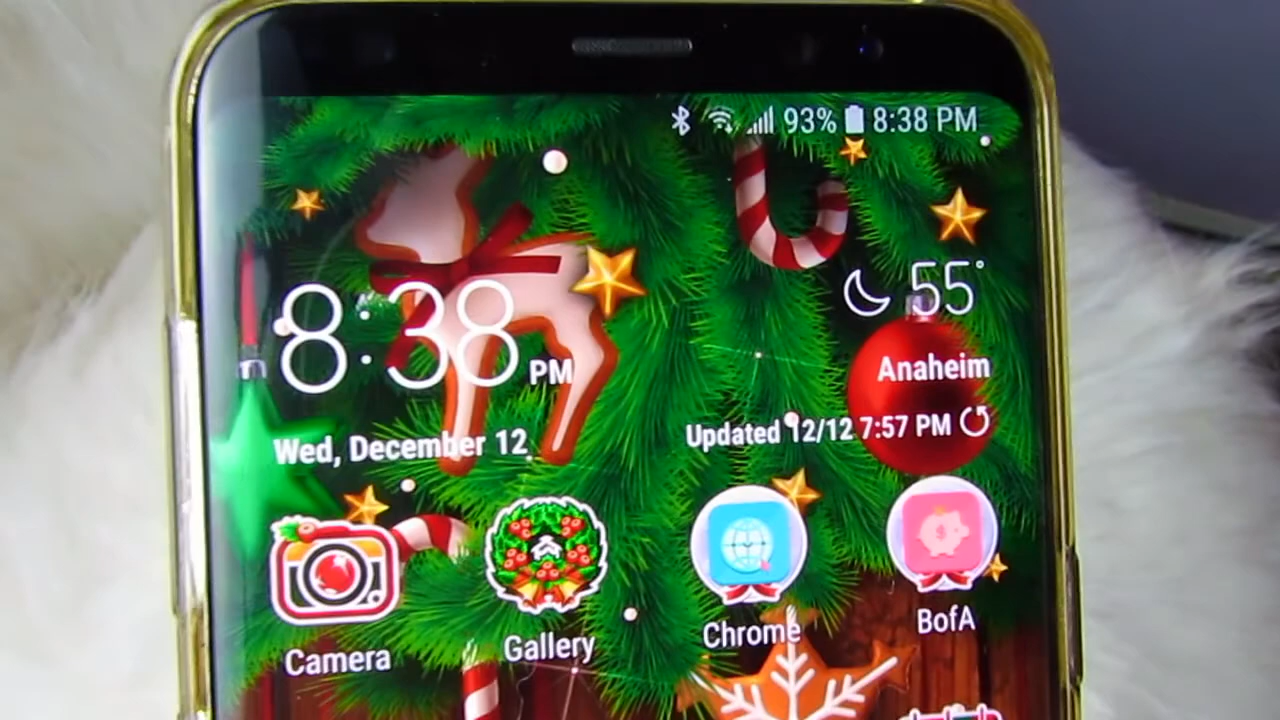 93% 8:38 PM
8:38 PM
55°
Anaheim
Wed, December 12
Updated 12/12 7:57 PM
Camera
Gallery
Chrome
BofA